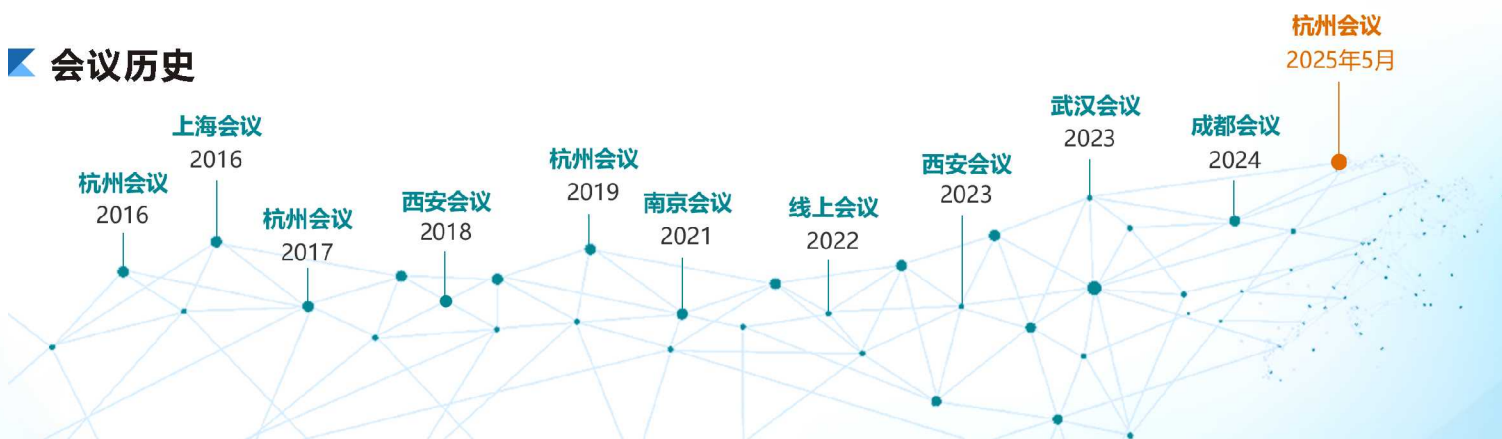 会议历史
杭州会议
2016
上海会议
2016
杭州会议
2017
西安会议
2018
杭州会议
2019
南京会议
2021
线上会议
2022
西安会议
2023
武汉会议
2023
成都会议
2024
杭州会议
2025年5月